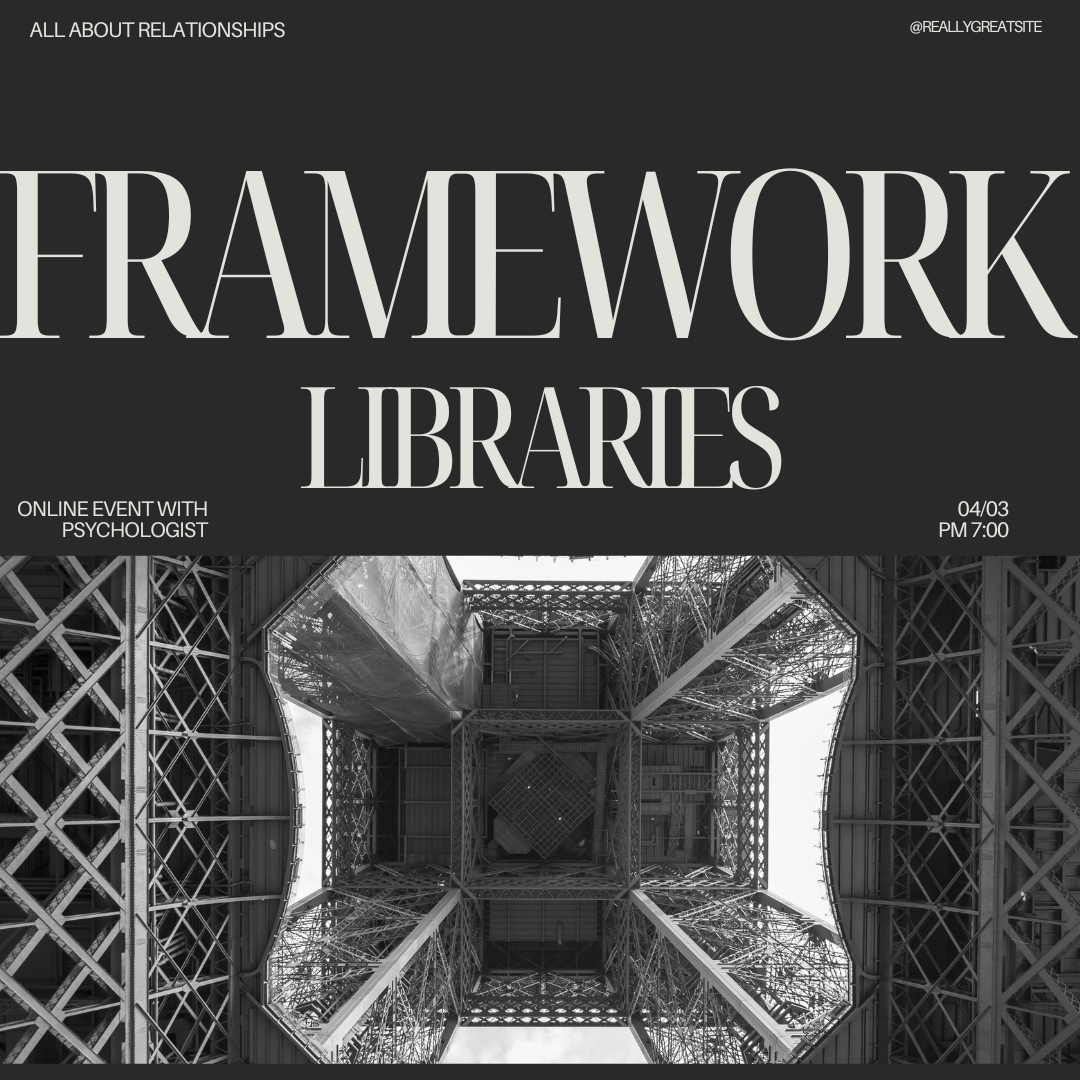 ALL ABOUT RELATIONSHIPS
@REALLYGREATSITE
FRAMEWORK
LIBRARIES
ONLINE EVENT WITH
PSYCHOLOGIST
04/03
PM 7:00